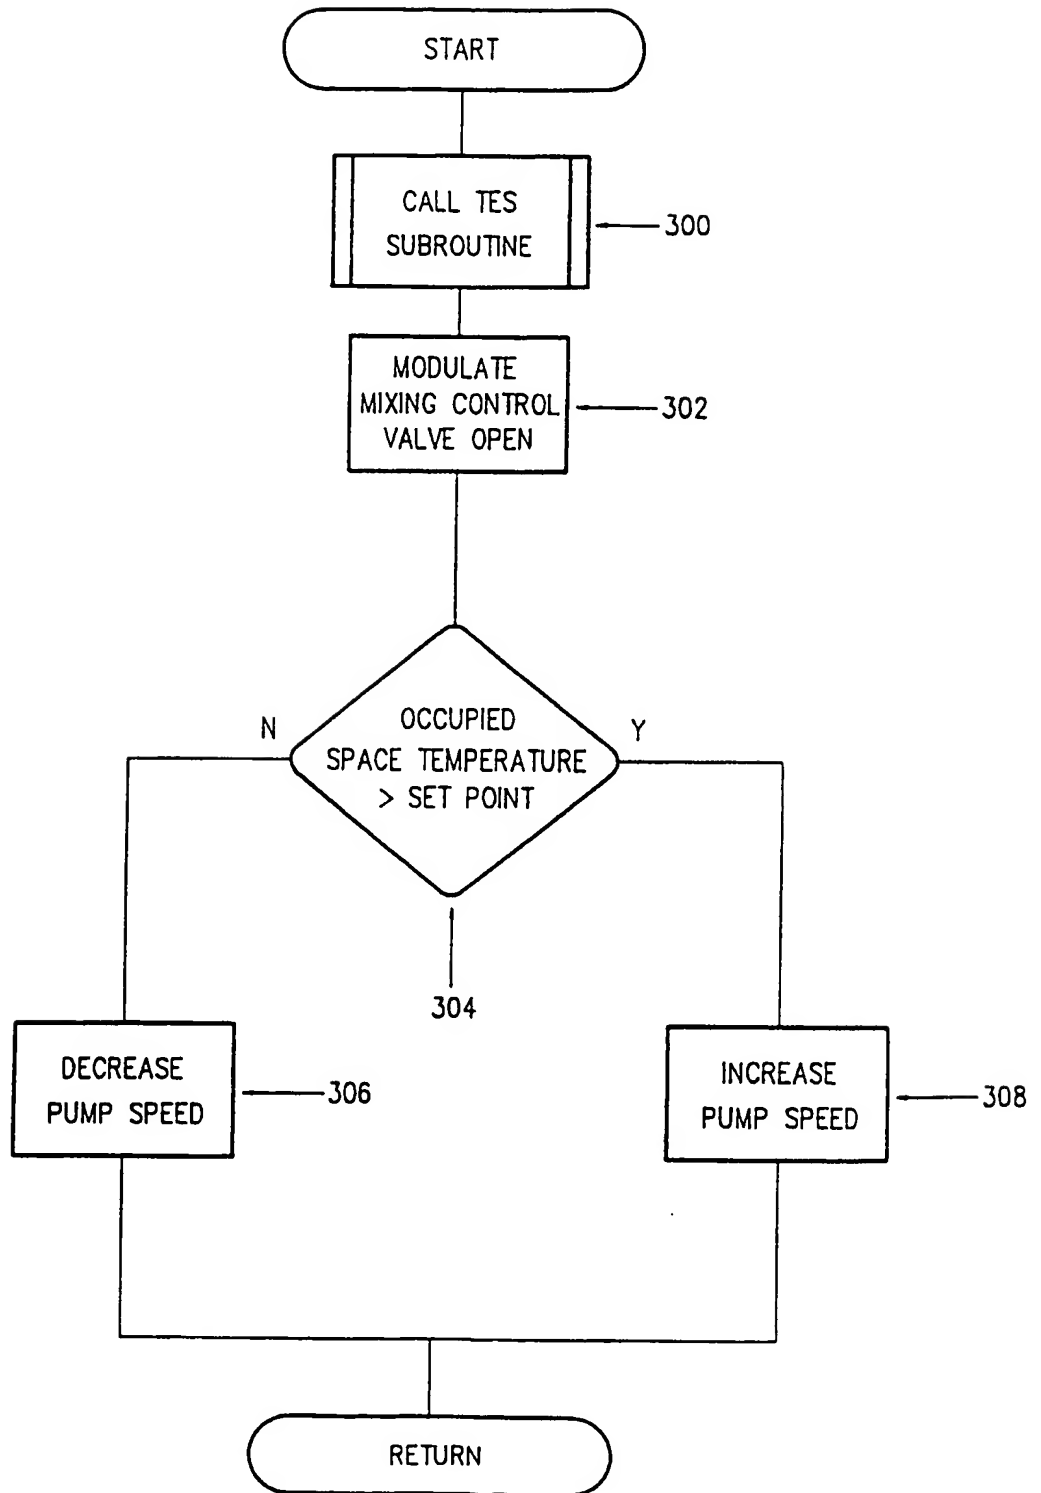 START
CALL TES
SUBROUTINE
300
MODULATE
MIXING CONTROL
VALVE OPEN
302
N
Y
OCCUPIED
SPACE TEMPERATURE
> SET POINT
304
DECREASE
PUMP SPEED
306
INCREASE
PUMP SPEED
308
RETURN